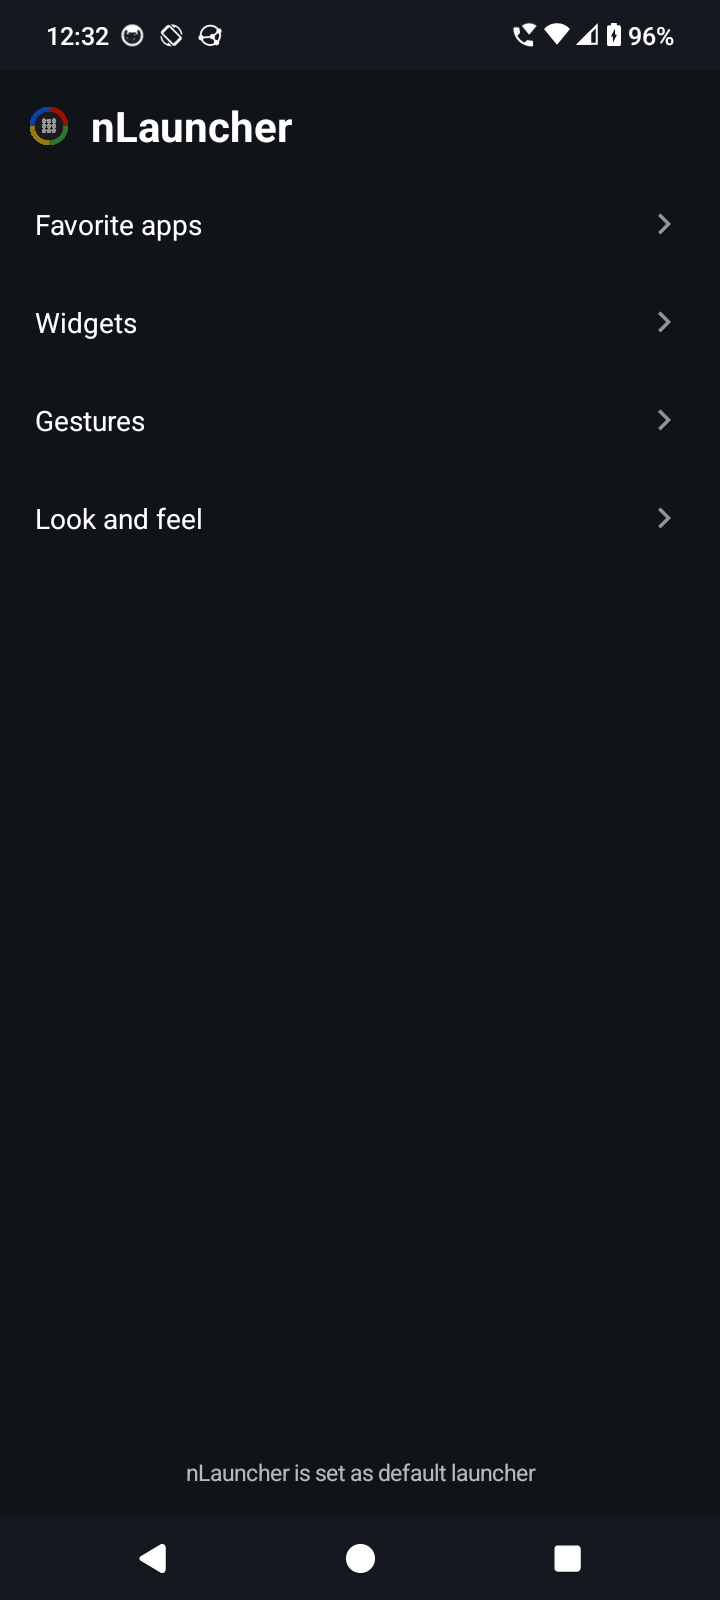 12:32
96%
nLauncher
Favorite apps
Widgets
Gestures
Look and feel
nLauncher is set as default launcher